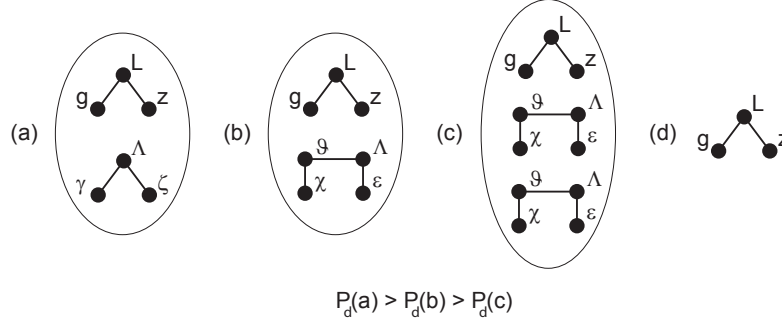 L
g z
Λ
γ ζ
(a)
L
g z
ϑ Λ
χ ε
(b)
L
g z
ϑ Λ
χ ε
ϑ Λ
χ ε
(c)
L
g z
(d)
P_d(a) > P_d(b) > P_d(c)